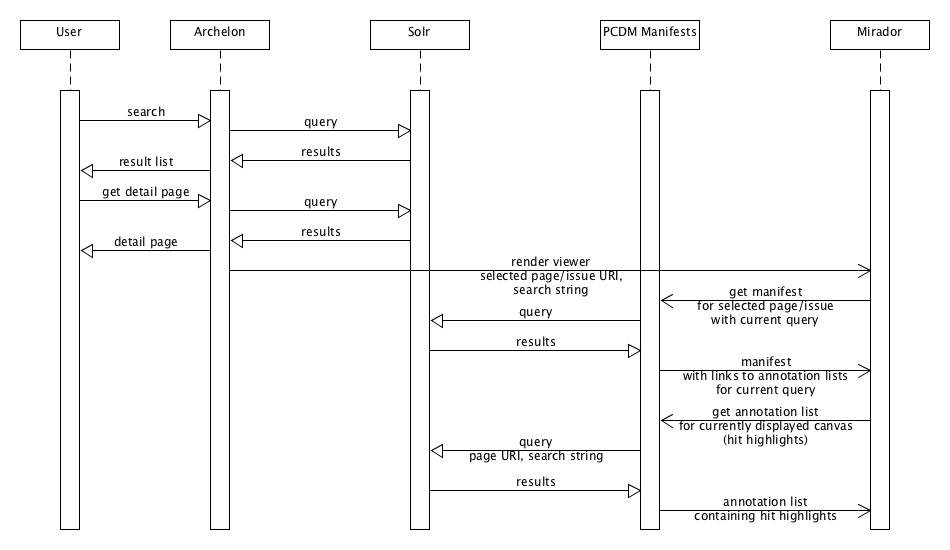 User
Archelon
Solr
PCDM Manifests
Mirador
search
query
results
result list
get detail page
query
results
detail page
render viewer
selected page/issue URI,
search string
get manifest
for selected page/issue
with current query
query
results
manifest
with links to annotation lists
for current query
get annotation list
for currently displayed canvas
(hit highlights)
query
page URI, search string
results
annotation list
containing hit highlights